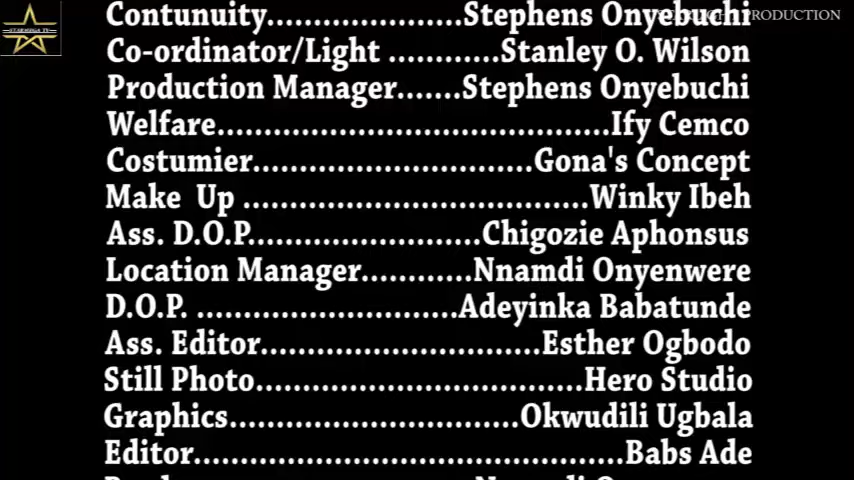 Contunuity.....................Stephens Onyebuchi
PRODUCTION
Co-ordinator/Light ............Stanley O. Wilson
Production Manager.......Stephens Onyebuchi
Welfare...........................................Ify Cemco
Costumier...............................Gona's Concept
Make Up ......................................Winky Ibeh
Ass. D.O.P.........................Chigozie Aphonsus
Location Manager............Nnamdi Onyenwere
D.O.P. .............................Adeyinka Babatunde
Ass. Editor...............................Esther Ogbodo
Still Photo....................................Hero Studio
Graphics................................Okwudili Ugbala
Editor...............................................Babs Ade